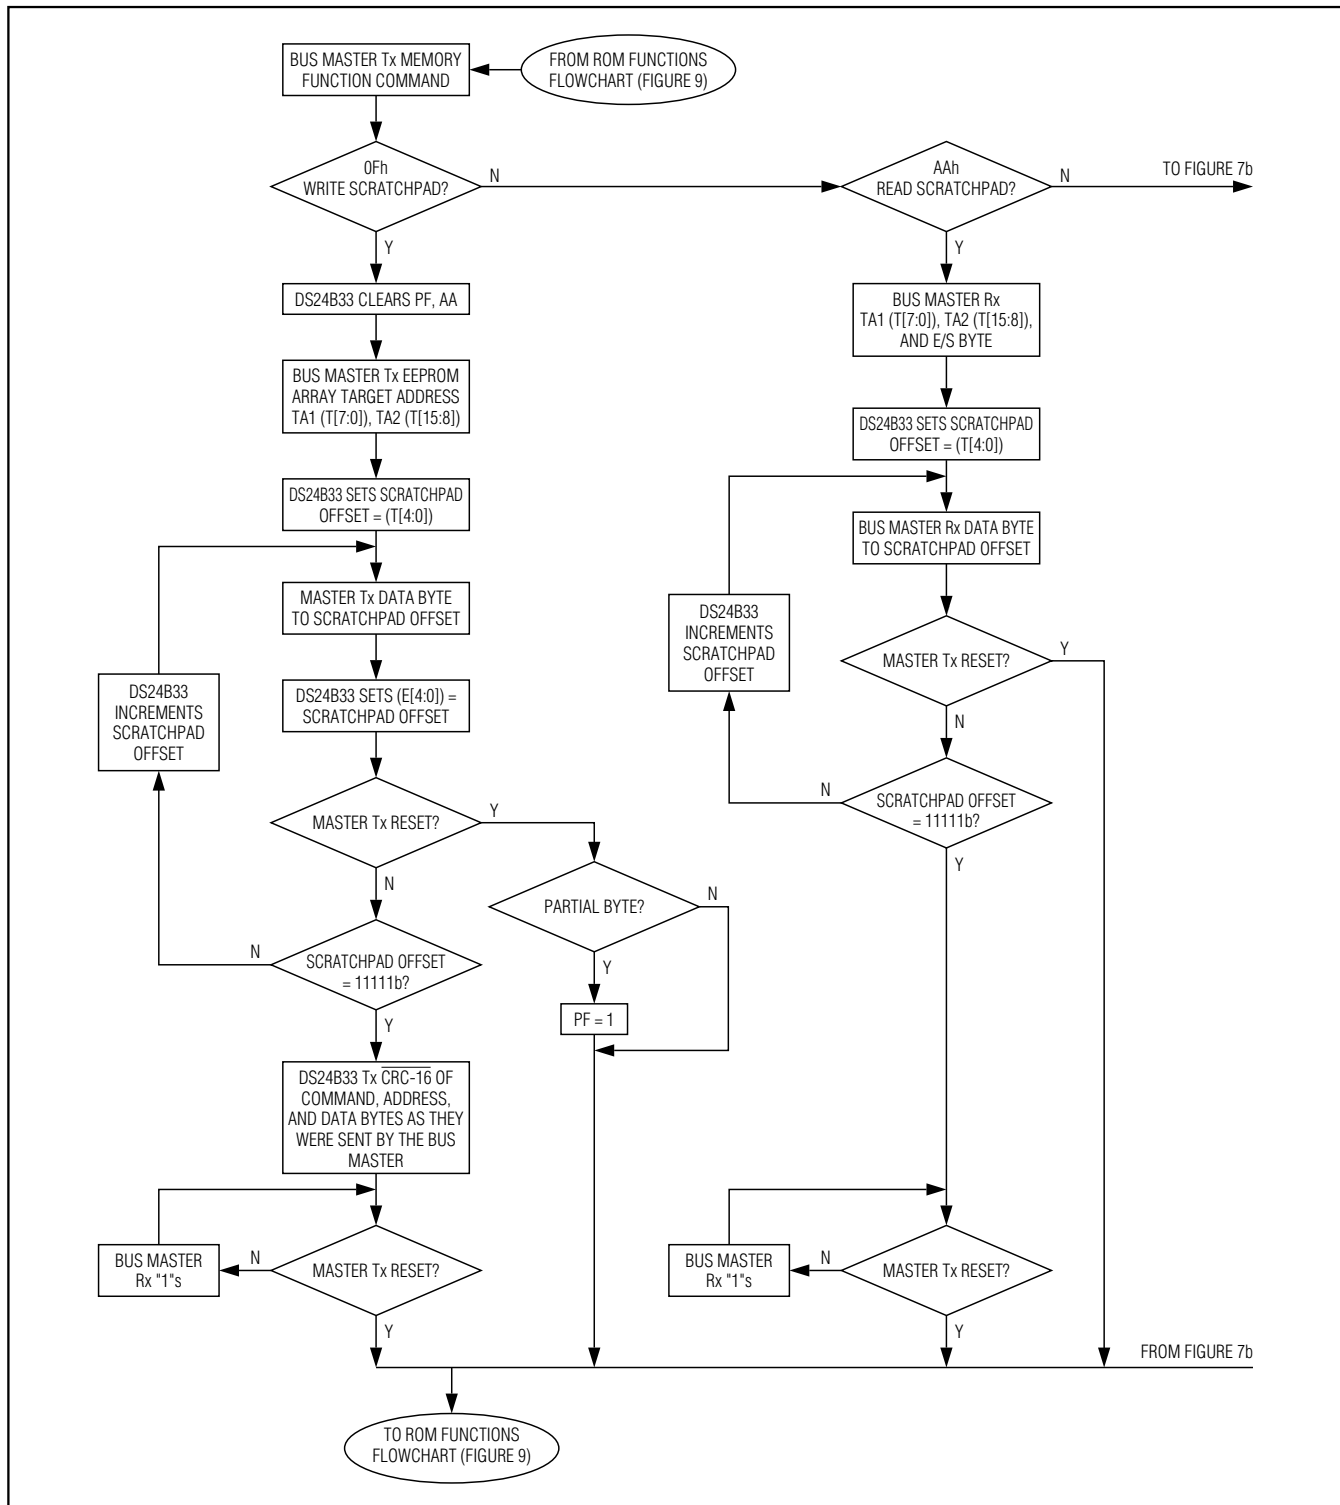 BUS MASTER Tx MEMORY
FUNCTION COMMAND
FROM ROM FUNCTIONS
FLOWCHART (FIGURE 9)
0Fh
WRITE SCRATCHPAD?
N
Y
AAh
READ SCRATCHPAD?
N
TO FIGURE 7b
Y
DS24B33 CLEARS PF, AA
BUS MASTER Tx EEPROM
ARRAY TARGET ADDRESS
TA1 (T[7:0]), TA2 (T[15:8])
DS24B33 SETS SCRATCHPAD
OFFSET = (T[4:0])
MASTER Tx DATA BYTE
TO SCRATCHPAD OFFSET
DS24B33 SETS (E[4:0]) =
SCRATCHPAD OFFSET
DS24B33
INCREMENTS
SCRATCHPAD
OFFSET
MASTER Tx RESET?
Y
N
PARTIAL BYTE?
N
Y
PF = 1
SCRATCHPAD OFFSET
= 11111b?
N
Y
DS24B33 Tx CRC-16 OF
COMMAND, ADDRESS,
AND DATA BYTES AS THEY
WERE SENT BY THE BUS
MASTER
BUS MASTER
Rx "1"s
N
MASTER Tx RESET?
Y
BUS MASTER Rx
TA1 (T[7:0]), TA2 (T[15:8]),
AND E/S BYTE
DS24B33 SETS SCRATCHPAD
OFFSET = (T[4:0])
BUS MASTER Rx DATA BYTE
TO SCRATCHPAD OFFSET
DS24B33
INCREMENTS
SCRATCHPAD
OFFSET
MASTER Tx RESET?
Y
N
SCRATCHPAD OFFSET
= 11111b?
N
Y
BUS MASTER
Rx "1"s
N
MASTER Tx RESET?
Y
FROM FIGURE 7b
TO ROM FUNCTIONS
FLOWCHART (FIGURE 9)